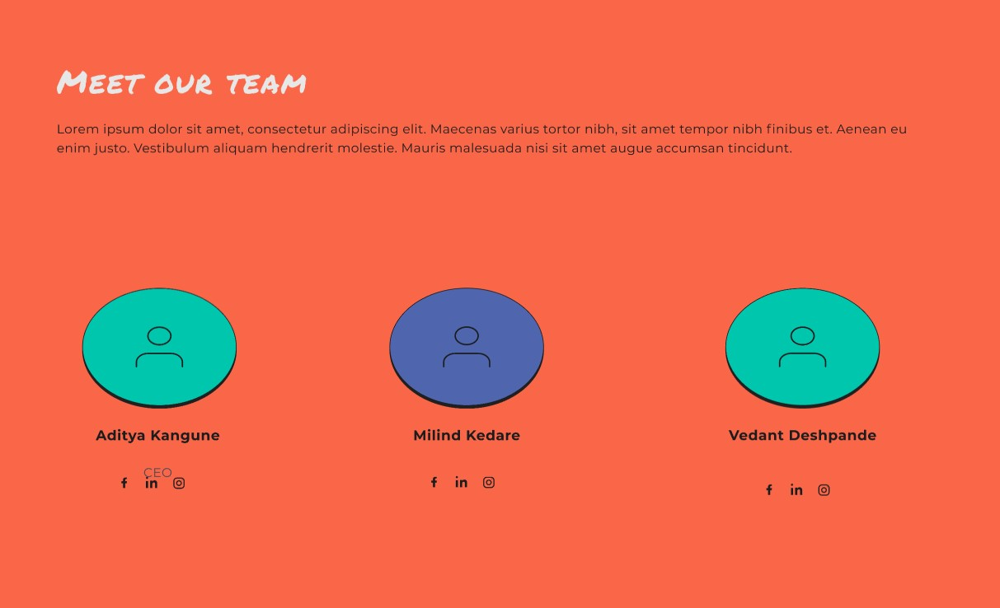 Meet our team
Lorem ipsum dolor sit amet, consectetur adipiscing elit. Maecenas varius tortor nibh, sit amet tempor nibh finibus et. Aenean eu
enim justo. Vestibulum aliquam hendrerit molestie. Mauris malesuada nisi sit amet augue accumsan tincidunt.
Aditya Kangune
Milind Kedare
Vedant Deshpande
CEO